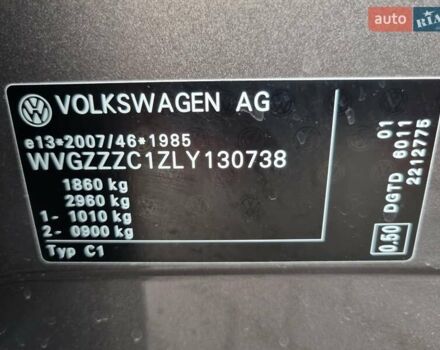 auto RIA
VOLKSWAGEN AG
e13*2007/46*1985
WVGZZZC1ZLY130738
1860 kg
2960 kg
1- 1010 kg
2- 0900 kg
Typ C1
01
DGTD 6011
0.50 2212775